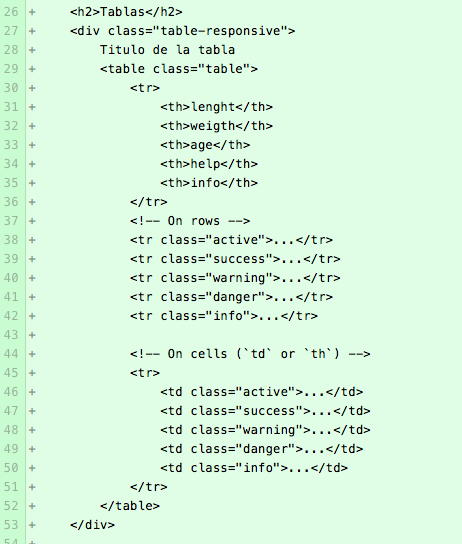 26 +     <h2>Tablas</h2>
27 +     <div class="table-responsive">
28 +         Titulo de la tabla
29 +         <table class="table">
30 +             <tr>
31 +                 <th>lenght</th>
32 +                 <th>weigth</th>
33 +                 <th>age</th>
34 +                 <th>help</th>
35 +                 <th>info</th>
36 +             </tr>
37 +             <!-- On rows -->
38 +             <tr class="active">...</tr>
39 +             <tr class="success">...</tr>
40 +             <tr class="warning">...</tr>
41 +             <tr class="danger">...</tr>
42 +             <tr class="info">...</tr>
43 +
44 +             <!-- On cells (`td` or `th`) -->
45 +             <tr>
46 +                 <td class="active">...</td>
47 +                 <td class="success">...</td>
48 +                 <td class="warning">...</td>
49 +                 <td class="danger">...</td>
50 +                 <td class="info">...</td>
51 +             </tr>
52 +         </table>
53 +     </div>
54 +